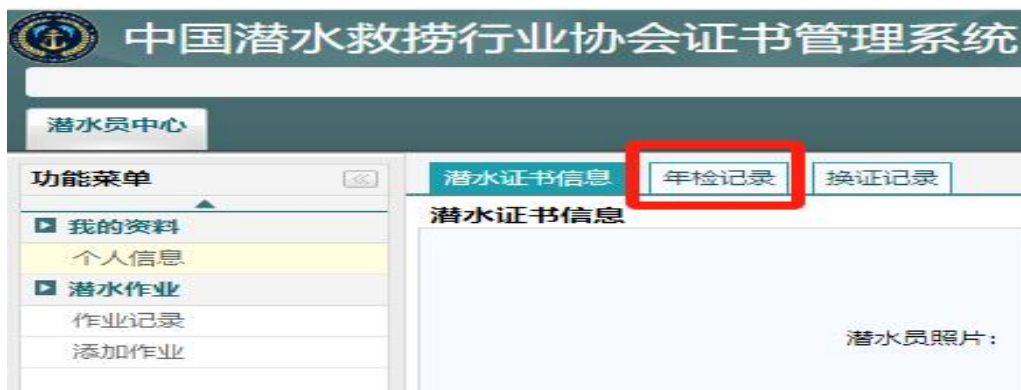 中国潜水救捞行业协会证书管理系统
潜水员中心
功能菜单
潜水证书信息 年检记录 换证记录
潜水证书信息
我的资料
个人信息
潜水作业
作业记录
添加作业
潜水员照片：